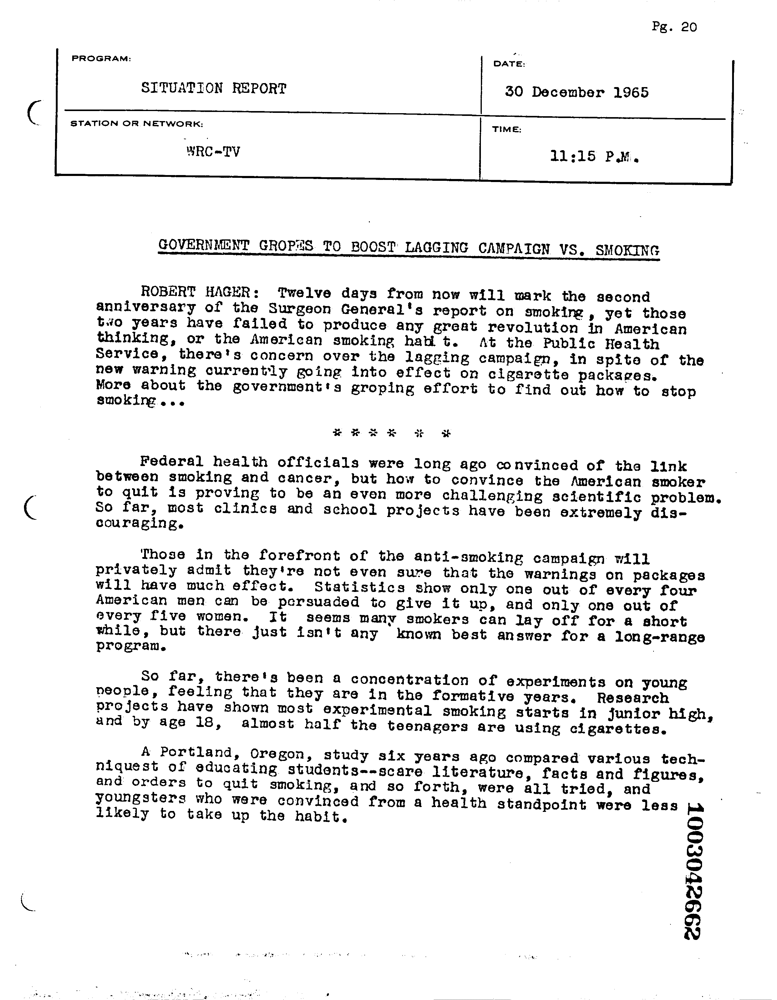 Pg. 20
PROGRAM:
SITUATION REPORT
DATE:
30 December 1965
STATION OR NETWORK:
WRC-TV
TIME:
11:15 P.M.
GOVERNMENT GROPES TO BOOST LAGGING CAMPAIGN VS. SMOKING
ROBERT HAGER: Twelve days from now will mark the second
anniversary of the Surgeon General's report on smoking, yet those
two years have failed to produce any great revolution in American
thinking, or the American smoking habit. At the Public Health
Service, there's concern over the lagging campaign, in spite of the
new warning currently going into effect on cigarette packages.
More about the government's groping effort to find out how to stop
smoking...
* * * * * *
Federal health officials were long ago convinced of the link
between smoking and cancer, but how to convince the American smoker
to quit is proving to be an even more challenging scientific problem.
So far, most clinics and school projects have been extremely dis-
couraging.
Those in the forefront of the anti-smoking campaign will
privately admit they're not even sure that the warnings on packages
will have much effect. Statistics show only one out of every four
American men can be persuaded to give it up, and only one out of
every five women. It seems many smokers can lay off for a short
while, but there just isn't any known best answer for a long-range
program.
So far, there's been a concentration of experiments on young
people, feeling that they are in the formative years. Research
projects have shown most experimental smoking starts in junior high,
and by age 18, almost half the teenagers are using cigarettes.
A Portland, Oregon, study six years ago compared various tech-
niquest of educating students--scare literature, facts and figures,
and orders to quit smoking, and so forth, were all tried, and
youngsters who were convinced from a health standpoint were less
likely to take up the habit.
1003042662